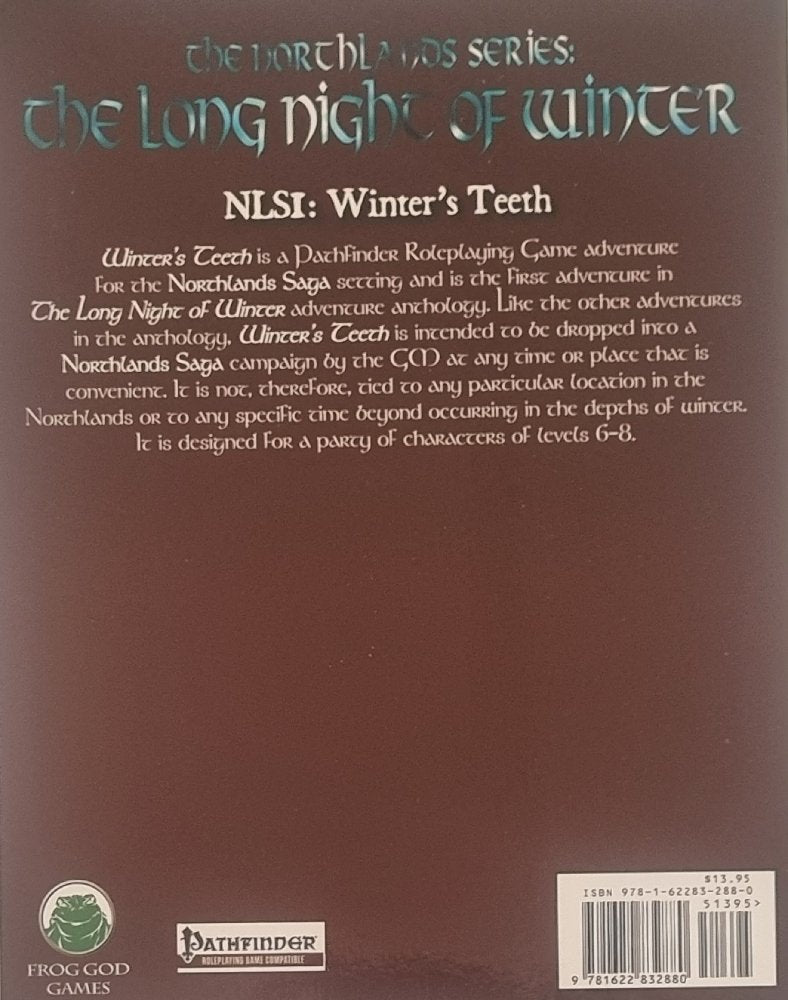 The Northlands Series:
The Long Night of Winter
NLS1: Winter's Teeth
Winter's Teeth is a Pathfinder Roleplaying Game adventure
for the Northlands Saga setting and is the first adventure in
The Long Night of Winter adventure anthology. Like the other adventures
in the anthology, Winter's Teeth is intended to be dropped into a
Northlands Saga campaign by the GM at any time or place that is
convenient. It is not, therefore, tied to any particular location in the
Northlands or to any specific time beyond occurring in the depths of winter.
It is designed for a party of characters of levels 6-8.
$13.95
ISBN 978-1-62283-288-0
51395>
9 781622 832880
PATHFINDER
ROLEPLAYING GAME COMPATIBLE
FROG GOD
GAMES